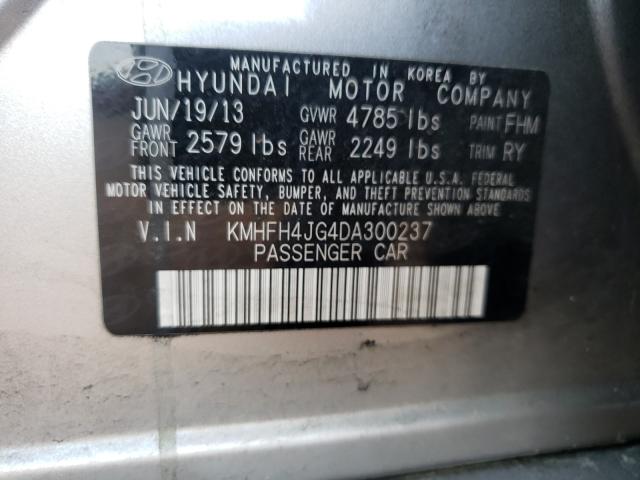 MANUFACTURED IN KOREA BY
HYUNDAI MOTOR COMPANY
JUN/19/13 GVWR 4785 lbs PAINT FHM
GAWR FRONT 2579 lbs GAWR REAR 2249 lbs TRIM RY
THIS VEHICLE CONFORMS TO ALL APPLICABLE U.S.A. FEDERAL
MOTOR VEHICLE SAFETY, BUMPER, AND THEFT PREVENTION STANDARDS
IN EFFECT ON THE DATE OF MANUFACTURE SHOWN ABOVE.
V.I.N KMHFH4JG4DA300237
PASSENGER CAR